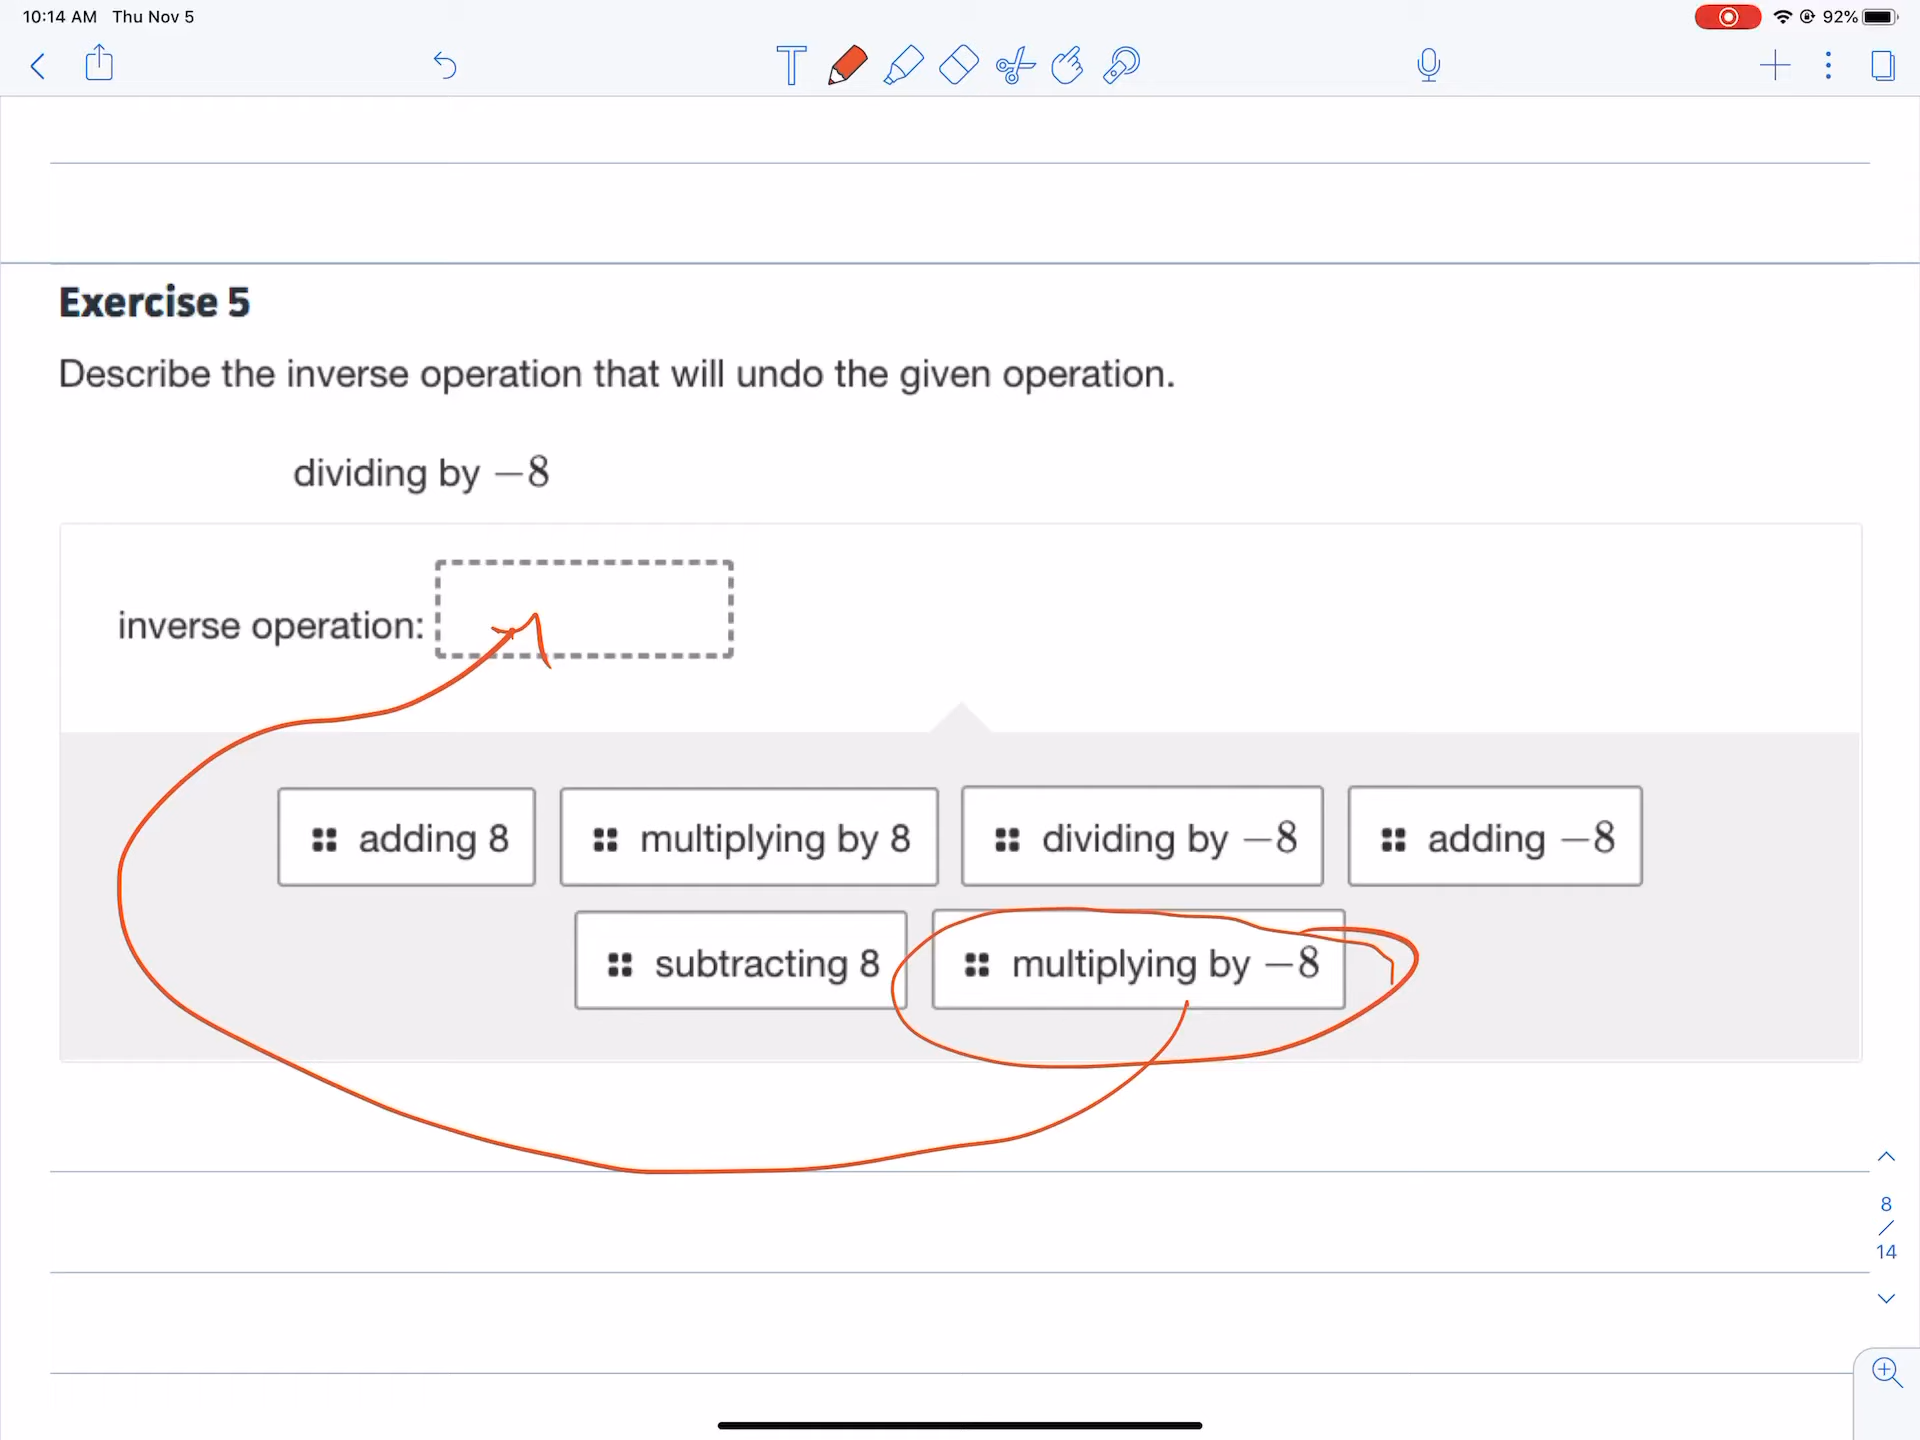 10:14 AM Thu Nov 5
92%
T
Exercise 5
Describe the inverse operation that will undo the given operation.
dividing by −8
inverse operation:
adding 8
multiplying by 8
dividing by −8
adding −8
subtracting 8
multiplying by −8
8
/
14